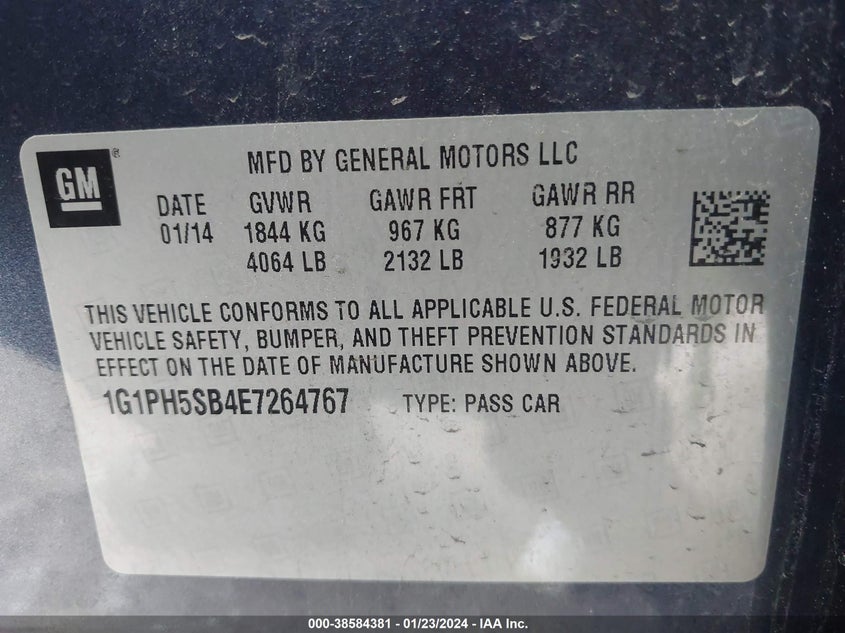 GM ®
MFD BY GENERAL MOTORS LLC
DATE GVWR GAWR FRT GAWR RR
01/14 1844 KG 967 KG 877 KG
4064 LB 2132 LB 1932 LB
THIS VEHICLE CONFORMS TO ALL APPLICABLE U.S. FEDERAL MOTOR
VEHICLE SAFETY, BUMPER, AND THEFT PREVENTION STANDARDS IN
EFFECT ON THE DATE OF MANUFACTURE SHOWN ABOVE.
1G1PH5SB4E7264767 TYPE: PASS CAR
000-38584381 - 01/23/2024 - IAA Inc.